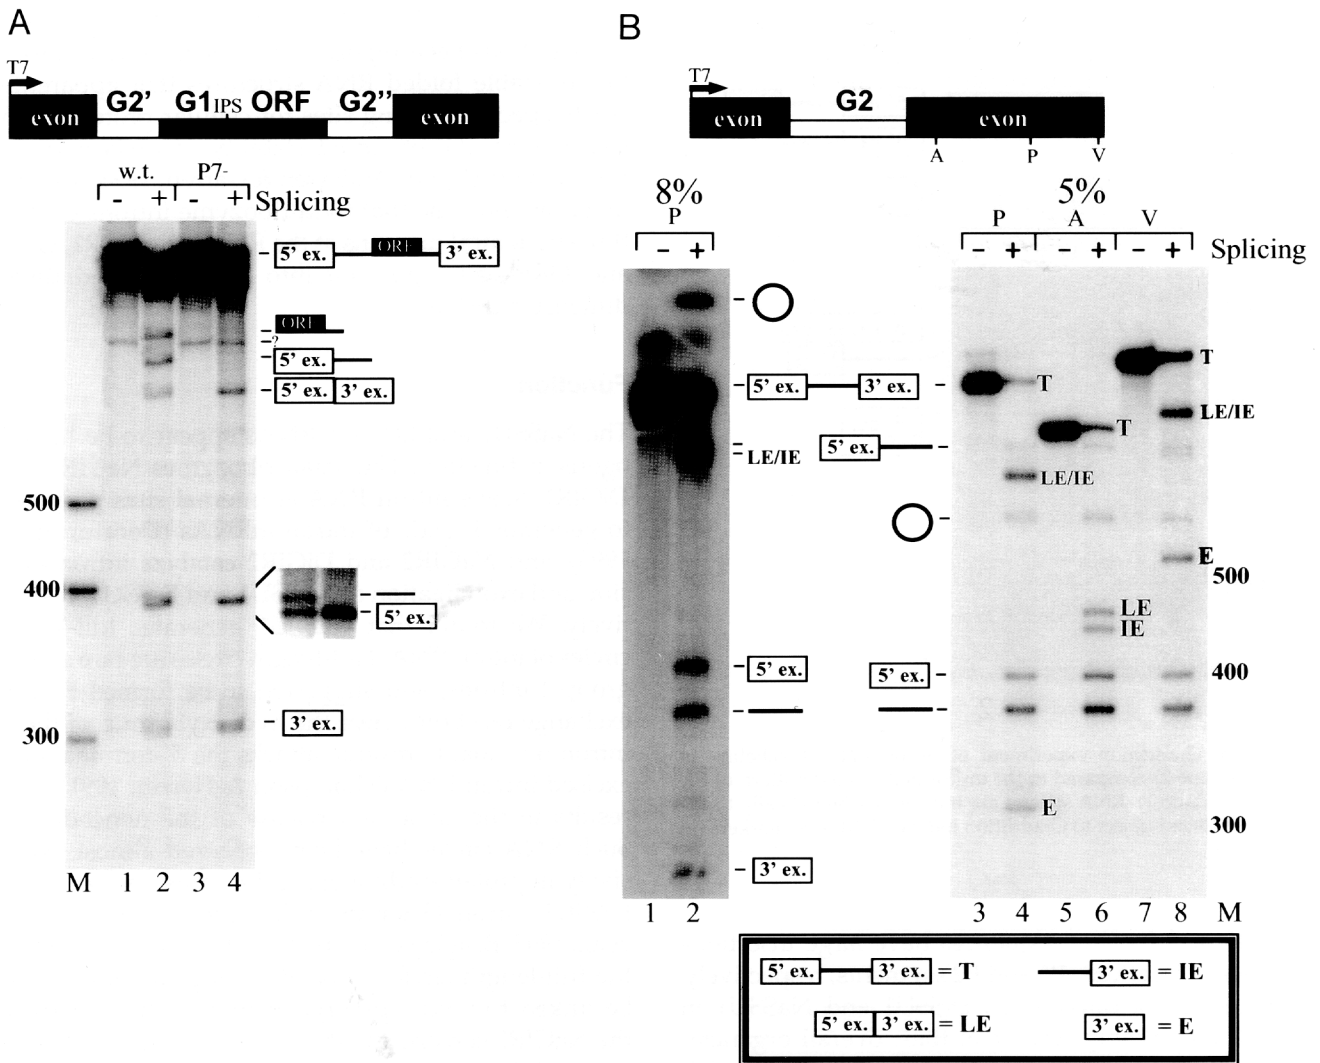 A
T7
exon
G2'
G1
IPS
ORF
G2''
exon
w.t.
P7-
- + - + Splicing
5' ex. ORF 3' ex.
ORF
?
5' ex.
5' ex. 3' ex.
500
400
5' ex.
300
3' ex.
M 1 2 3 4
B
T7
exon
G2
exon
A P V
8%
P
- +
5' ex. 3' ex.
LE/IE
5' ex.
3' ex.
1 2
5%
P A V
- + - + - + Splicing
T
T
T
LE/IE
5' ex.
LE/IE
E
500
LE
IE
5' ex.
400
E
300
3 4 5 6 7 8 M
5' ex. 3' ex. = T
3' ex. = IE
5' ex. 3' ex. = LE
3' ex. = E